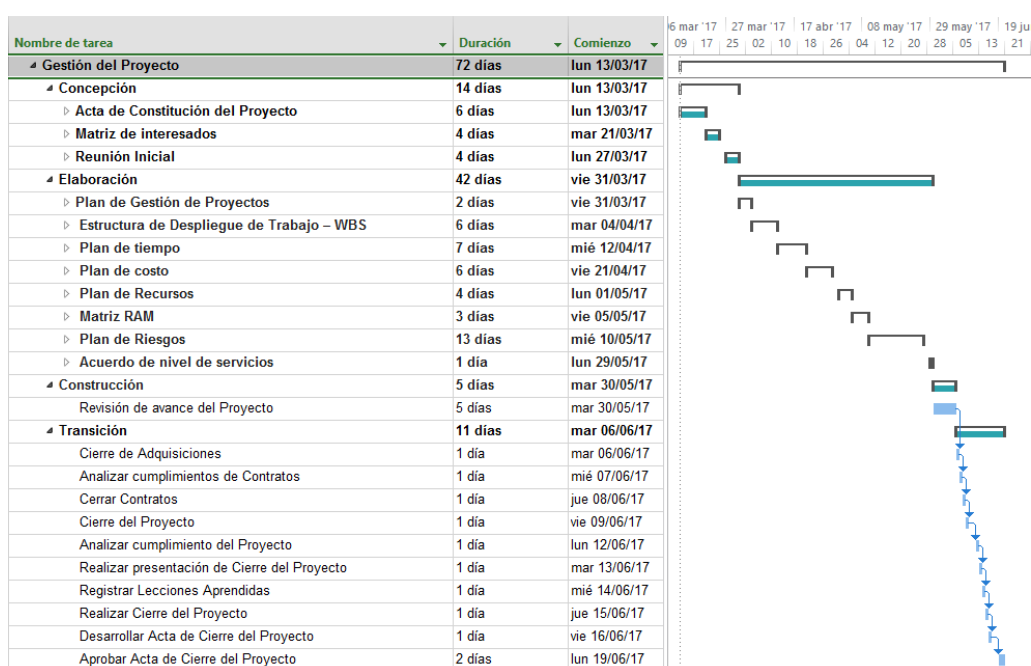 6 mar '17 27 mar '17 17 abr '17 08 may '17 29 may '17 19 ju
Nombre de tarea Duración Comienzo 09 17 25 02 10 18 26 04 12 20 28 05 13 21
Gestión del Proyecto 72 días lun 13/03/17
Concepción 14 días lun 13/03/17
Acta de Constitución del Proyecto 6 días lun 13/03/17
Matriz de interesados 4 días mar 21/03/17
Reunión Inicial 4 días lun 27/03/17
Elaboración 42 días vie 31/03/17
Plan de Gestión de Proyectos 2 días vie 31/03/17
Estructura de Despliegue de Trabajo – WBS 6 días mar 04/04/17
Plan de tiempo 7 días mié 12/04/17
Plan de costo 6 días vie 21/04/17
Plan de Recursos 4 días lun 01/05/17
Matriz RAM 3 días vie 05/05/17
Plan de Riesgos 13 días mié 10/05/17
Acuerdo de nivel de servicios 1 día lun 29/05/17
Construcción 5 días mar 30/05/17
Revisión de avance del Proyecto 5 días mar 30/05/17
Transición 11 días mar 06/06/17
Cierre de Adquisiciones 1 día mar 06/06/17
Analizar cumplimientos de Contratos 1 día mié 07/06/17
Cerrar Contratos 1 día jue 08/06/17
Cierre del Proyecto 1 día vie 09/06/17
Analizar cumplimiento del Proyecto 1 día lun 12/06/17
Realizar presentación de Cierre del Proyecto 1 día mar 13/06/17
Registrar Lecciones Aprendidas 1 día mié 14/06/17
Realizar Cierre del Proyecto 1 día jue 15/06/17
Desarrollar Acta de Cierre del Proyecto 1 día vie 16/06/17
Aprobar Acta de Cierre del Proyecto 2 días lun 19/06/17